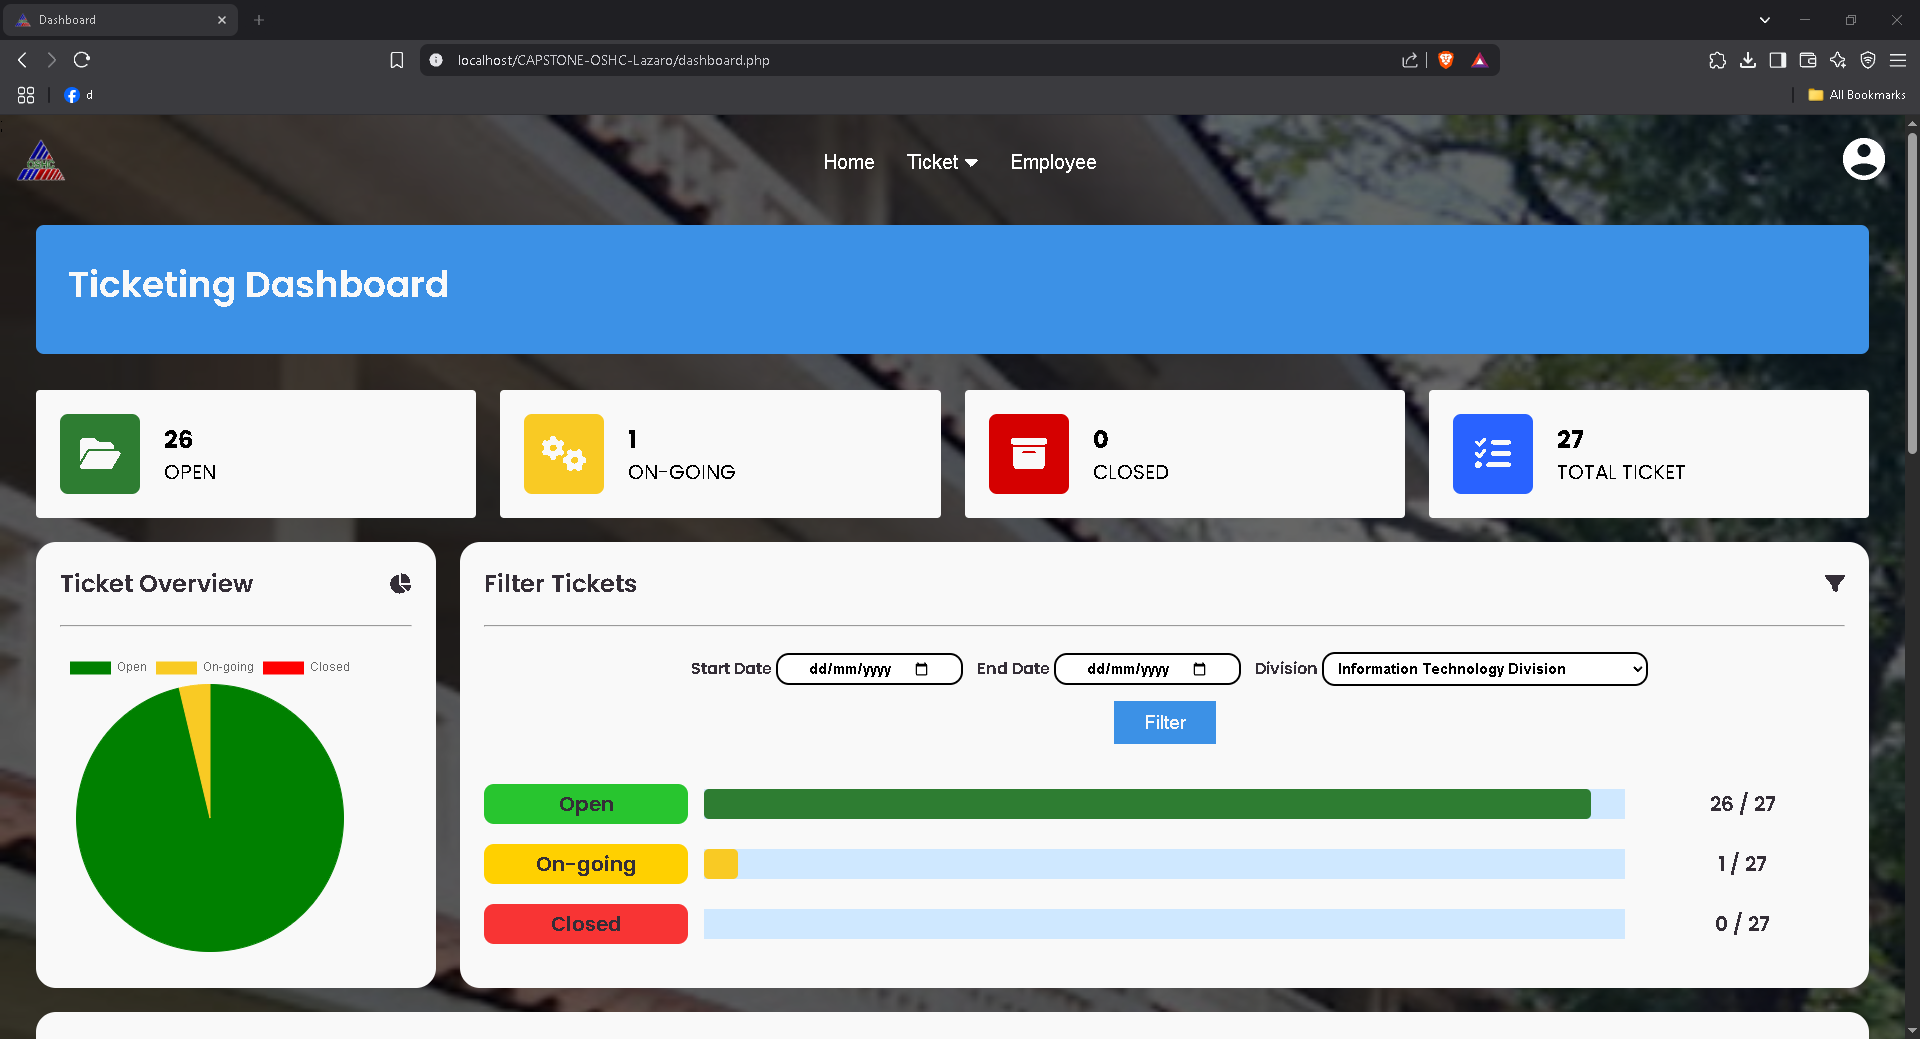 Dashboard
localhost/CAPSTONE-OSHC-Lazaro/dashboard.php
d
All Bookmarks
OSHC
Home
Ticket
Employee
Ticketing Dashboard
26
OPEN
1
ON-GOING
0
CLOSED
27
TOTAL TICKET
Ticket Overview
Open On-going Closed
Filter Tickets
Start Date dd/mm/yyyy End Date dd/mm/yyyy Division Information Technology Division
Filter
Open 26 / 27
On-going 1 / 27
Closed 0 / 27